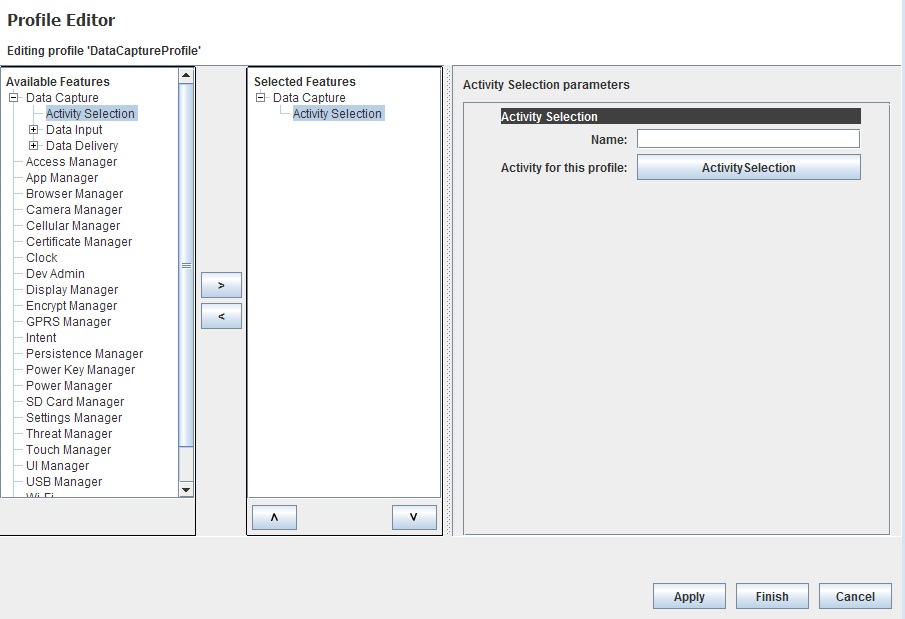 Profile Editor
Editing profile 'DataCaptureProfile'
Available Features
Data Capture
Activity Selection
Data Input
Data Delivery
Access Manager
App Manager
Browser Manager
Camera Manager
Cellular Manager
Certificate Manager
Clock
Dev Admin
Display Manager
Encrypt Manager
GPRS Manager
Intent
Persistence Manager
Power Key Manager
Power Manager
SD Card Manager
Settings Manager
Threat Manager
Touch Manager
UI Manager
USB Manager
Wi-Fi
>
<
Selected Features
Data Capture
Activity Selection
Activity Selection parameters
Activity Selection
Name:
Activity for this profile: ActivitySelection
Apply Finish Cancel